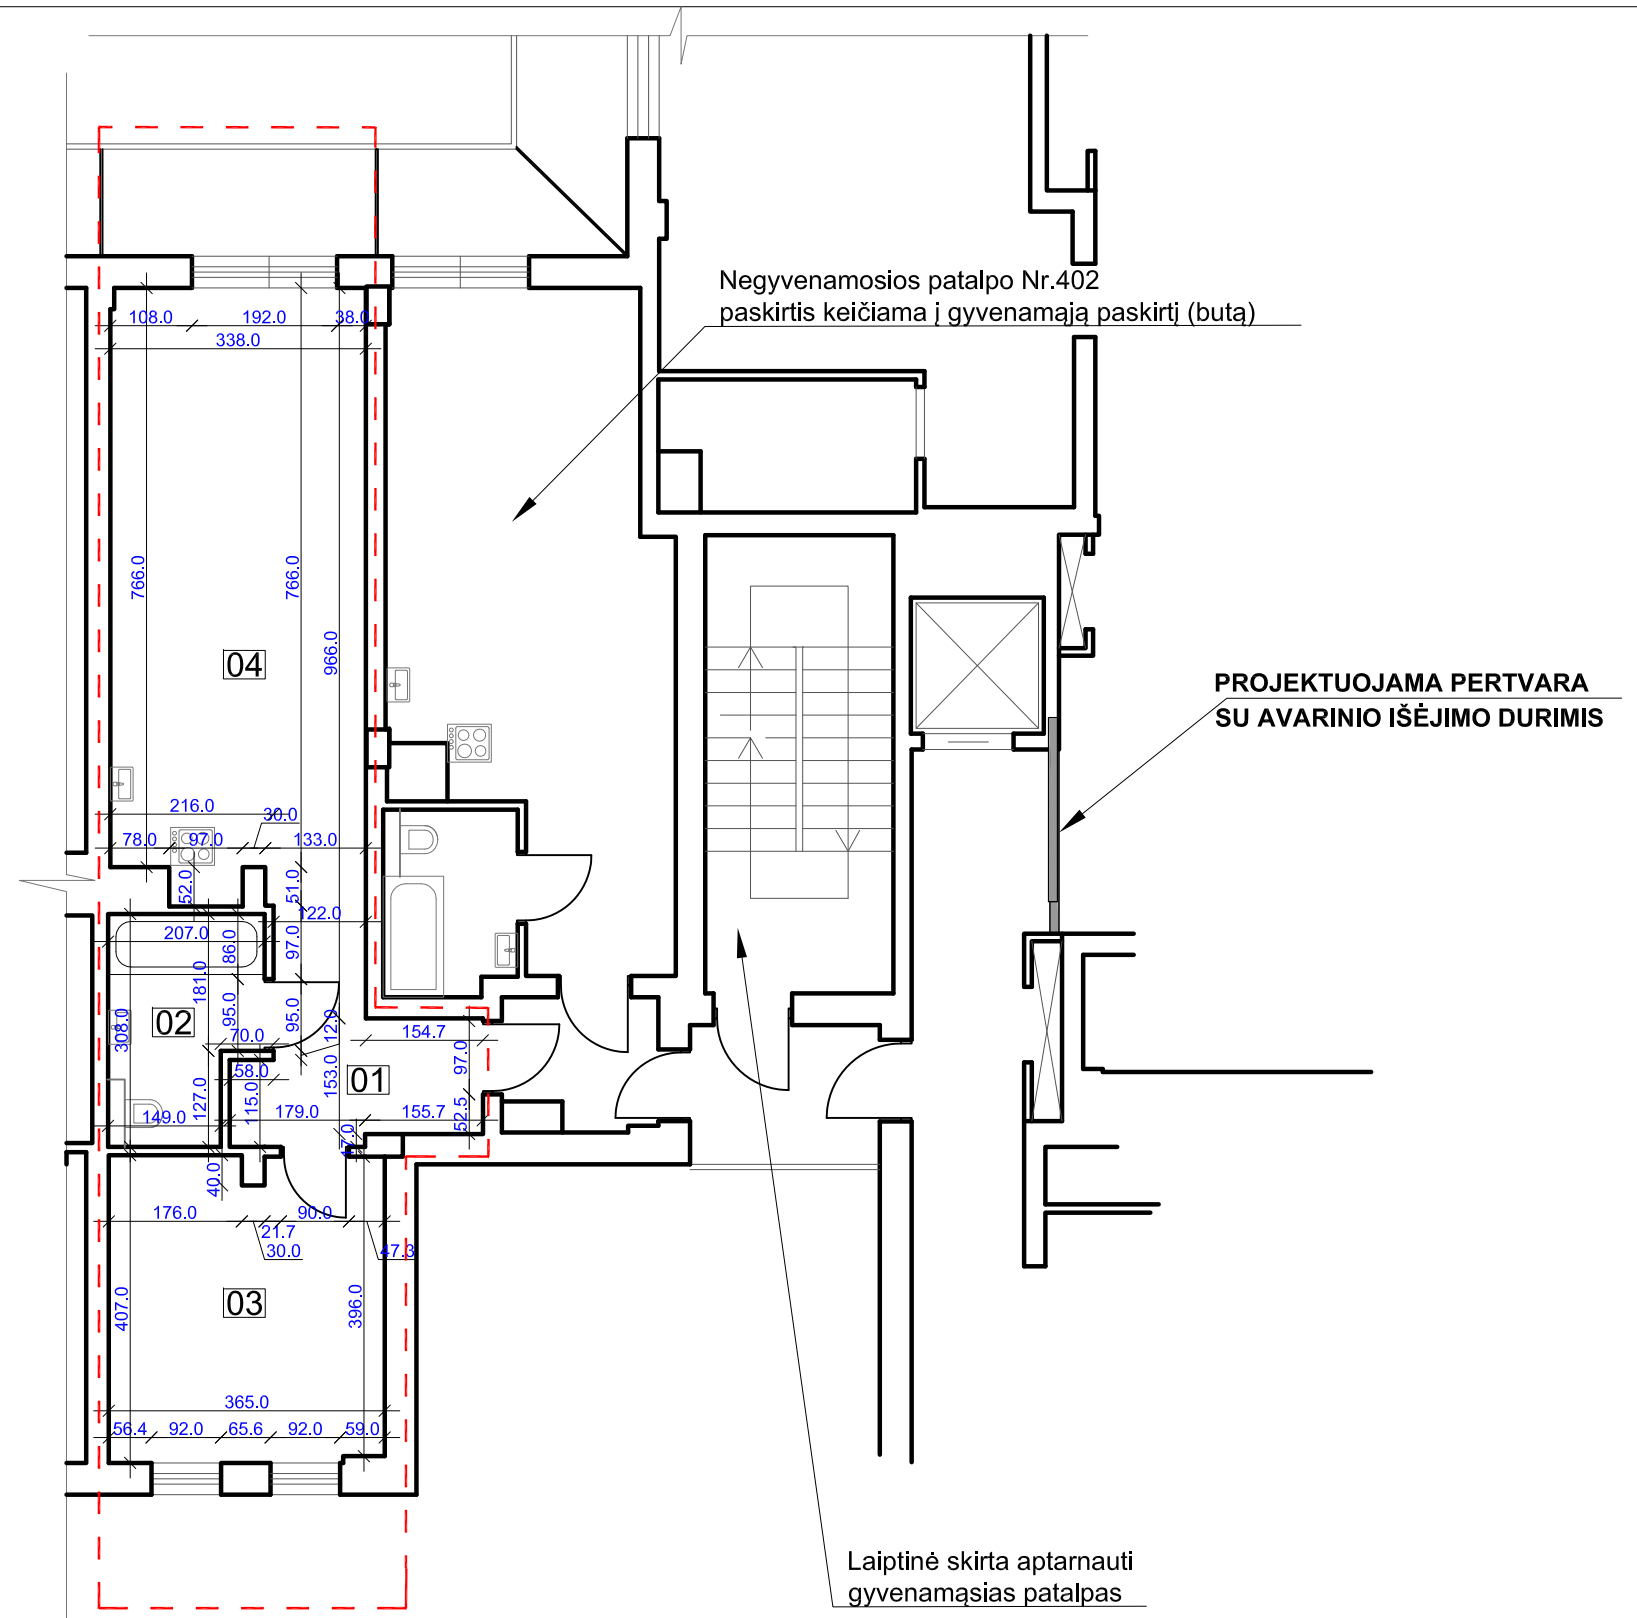 Negyvenamosios patalpo Nr.402
paskirtis keičiama į gyvenamąją paskirtį (butą)
108.0 192.0 38.0
338.0
766.0 766.0
966.0
04
PROJEKTUOJAMA PERTVARA
SU AVARINIO IŠĖJIMO DURIMIS
216.0 30.0
78.0 97.0 133.0
52.0 51.0
122.0
207.0 86.0 97.0
181.0
95.0 95.0
02
308.0
70.0 12.0 154.7
97.0
58.0 153.0 01
127.0 115.0
149.0 179.0 155.7 52.5
47.0
40.0
176.0 90.0
21.7
30.0 47.3
407.0 03 396.0
365.0
56.4 92.0 65.6 92.0 59.0
Laiptinė skirta aptarnauti
gyvenamąsias patalpas